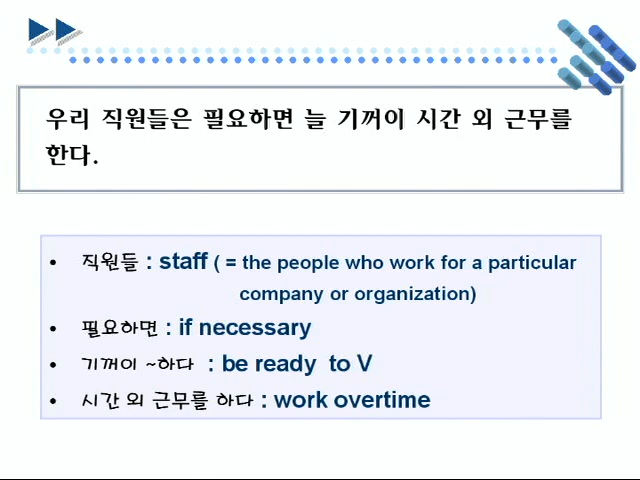 우리 직원들은 필요하면 늘 기꺼이 시간 외 근무를
한다.
• 직원들 : staff ( = the people who work for a particular
company or organization)
• 필요하면 : if necessary
• 기꺼이 ~하다 : be ready to V
• 시간 외 근무를 하다 : work overtime